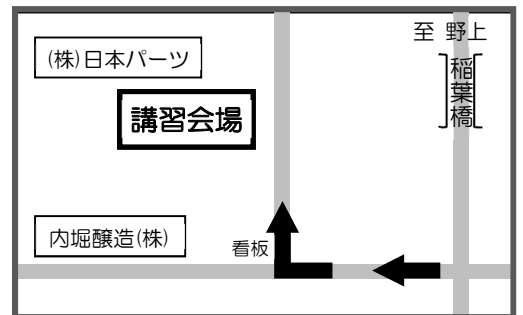 至 野上
(株)日本パーツ
稲葉橋
講習会場
内堀醸造(株)
看板